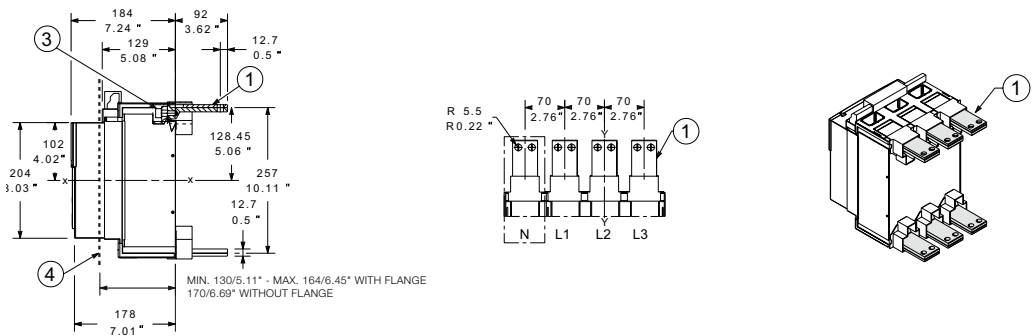 184
7.24 "
92
3.62 "
129
5.08 "
12.7
0.5 "
3
1
102
4.02"
204
128.45
5.06 "
257
10.11 "
12.7
0.5 "
4
MIN. 130/5.11" - MAX. 164/6.45" WITH FLANGE
170/6.69" WITHOUT FLANGE
178
7.01 "
x
x
R 5.5
R0.22 "
70
2.76"
70
2.76"
70
2.76"
1
Y
Y
N
L1
L2
L3
1